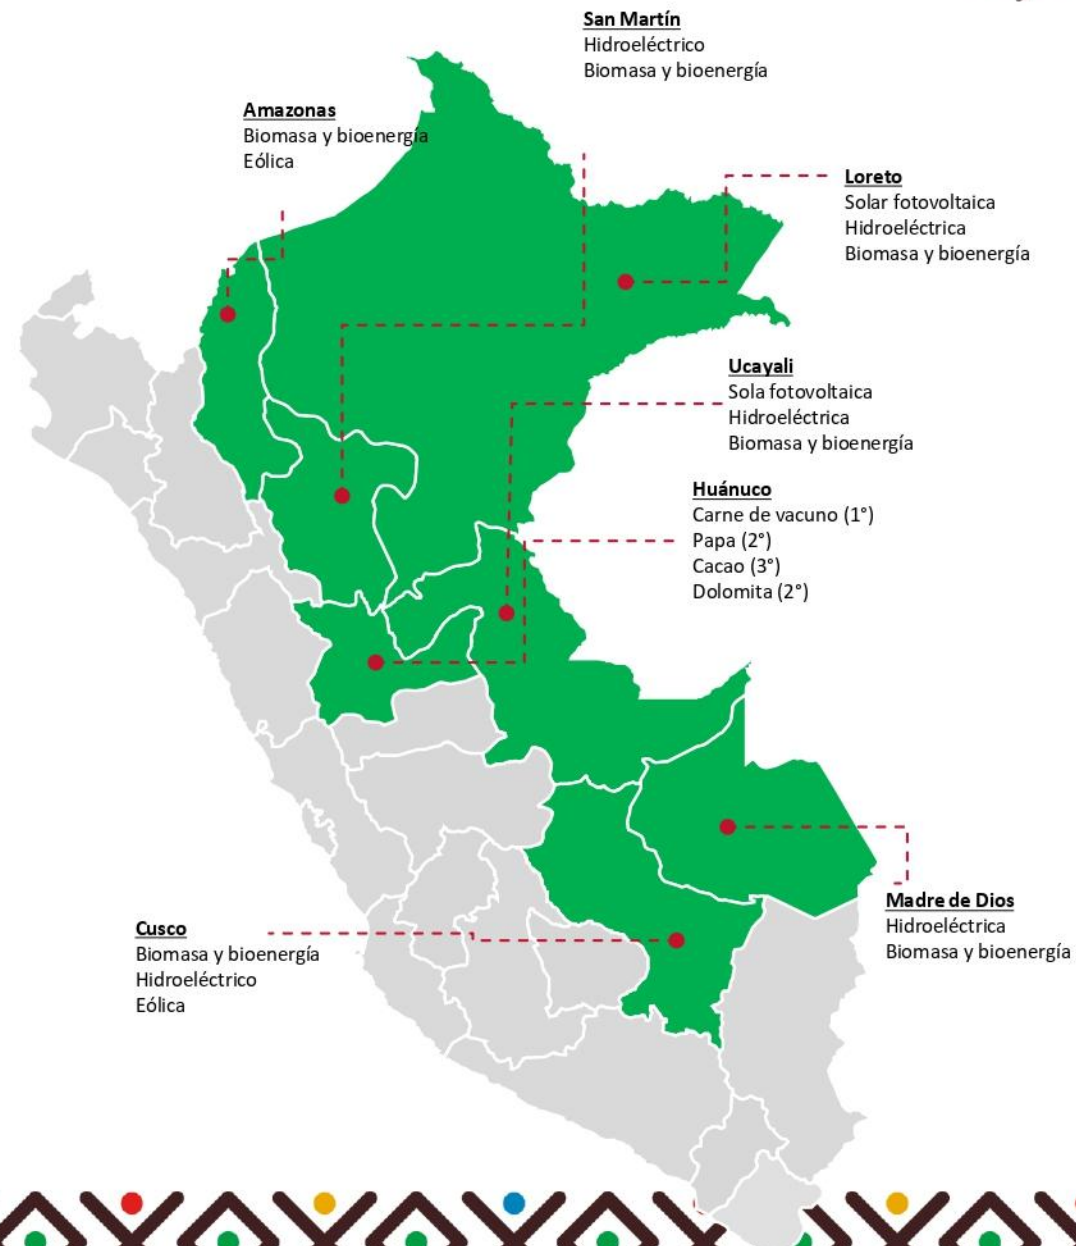 San Martín
Hidroeléctrico
Biomasa y bioenergía
Amazonas
Biomasa y bioenergía
Eólica
Loreto
Solar fotovoltaica
Hidroeléctrica
Biomasa y bioenergía
Ucayali
Sola fotovoltaica
Hidroeléctrica
Biomasa y bioenergía
Huánuco
Carne de vacuno (1°)
Papa (2°)
Cacao (3°)
Dolomita (2°)
Madre de Dios
Hidroeléctrica
Biomasa y bioenergía
Cusco
Biomasa y bioenergía
Hidroeléctrico
Eólica